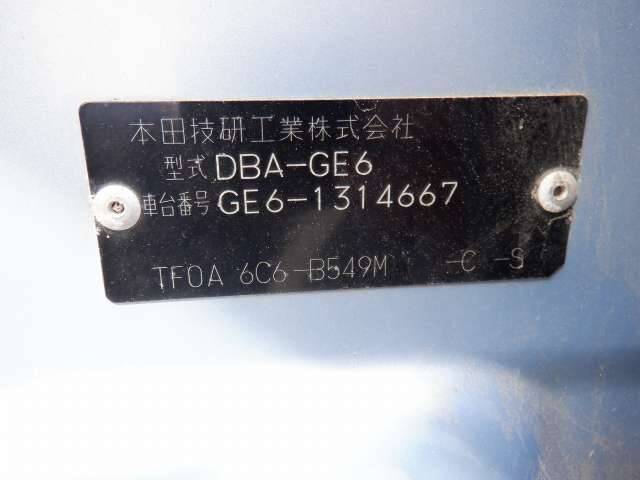 本田技研工業株式会社
型式 DBA-GE6
車台番号 GE6-1314667
TF0A 6C6-B549M -C -S